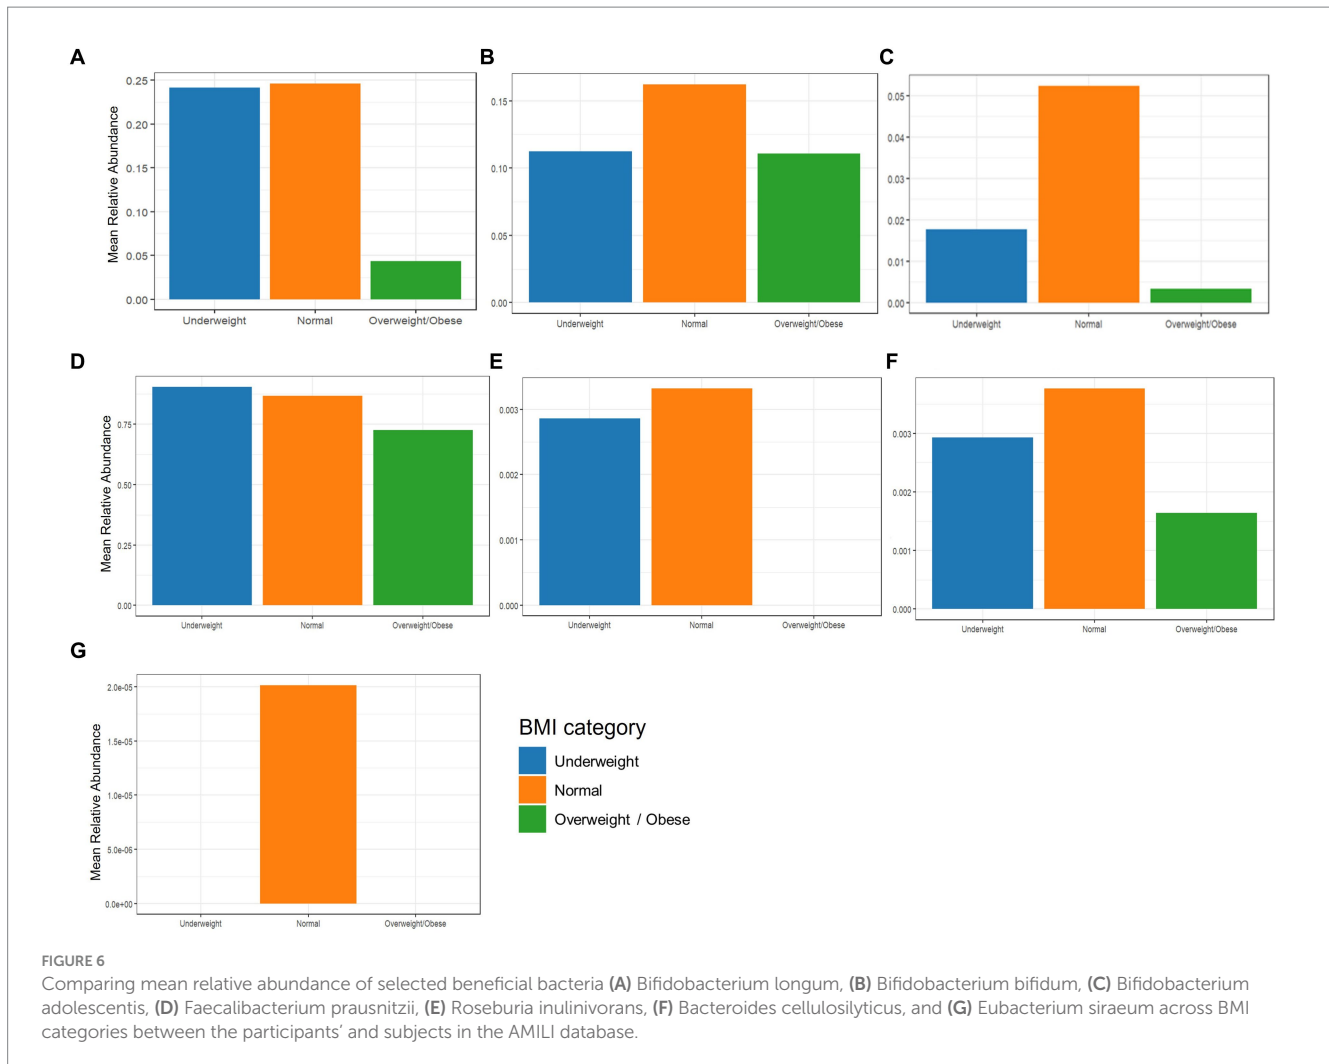 A
Mean Relative Abundance
0.25
0.20
0.15
0.10
0.05
0.00
Underweight Normal Overweight/Obese
B
0.15
0.10
0.05
0.00
Underweight Normal Overweight/Obese
C
0.05
0.04
0.03
0.02
0.01
0.00
Underweight Normal Overweight/Obese
D
Mean Relative Abundance
0.75
0.50
0.25
0.00
Underweight Normal Overweight/Obese
E
0.003
0.002
0.001
0.000
Underweight Normal Overweight/Obese
F
0.003
0.002
0.001
0.000
Underweight Normal Overweight/Obese
G
Mean Relative Abundance
2.0e-05
1.5e-05
1.0e-05
5.0e-06
0.0e+00
Underweight Normal Overweight/Obese
BMI category
Underweight
Normal
Overweight / Obese
FIGURE 6
Comparing mean relative abundance of selected beneficial bacteria (A) Bifidobacterium longum, (B) Bifidobacterium bifidum, (C) Bifidobacterium
adolescentis, (D) Faecalibacterium prausnitzii, (E) Roseburia inulinivorans, (F) Bacteroides cellulosilyticus, and (G) Eubacterium siraeum across BMI
categories between the participants’ and subjects in the AMILI database.